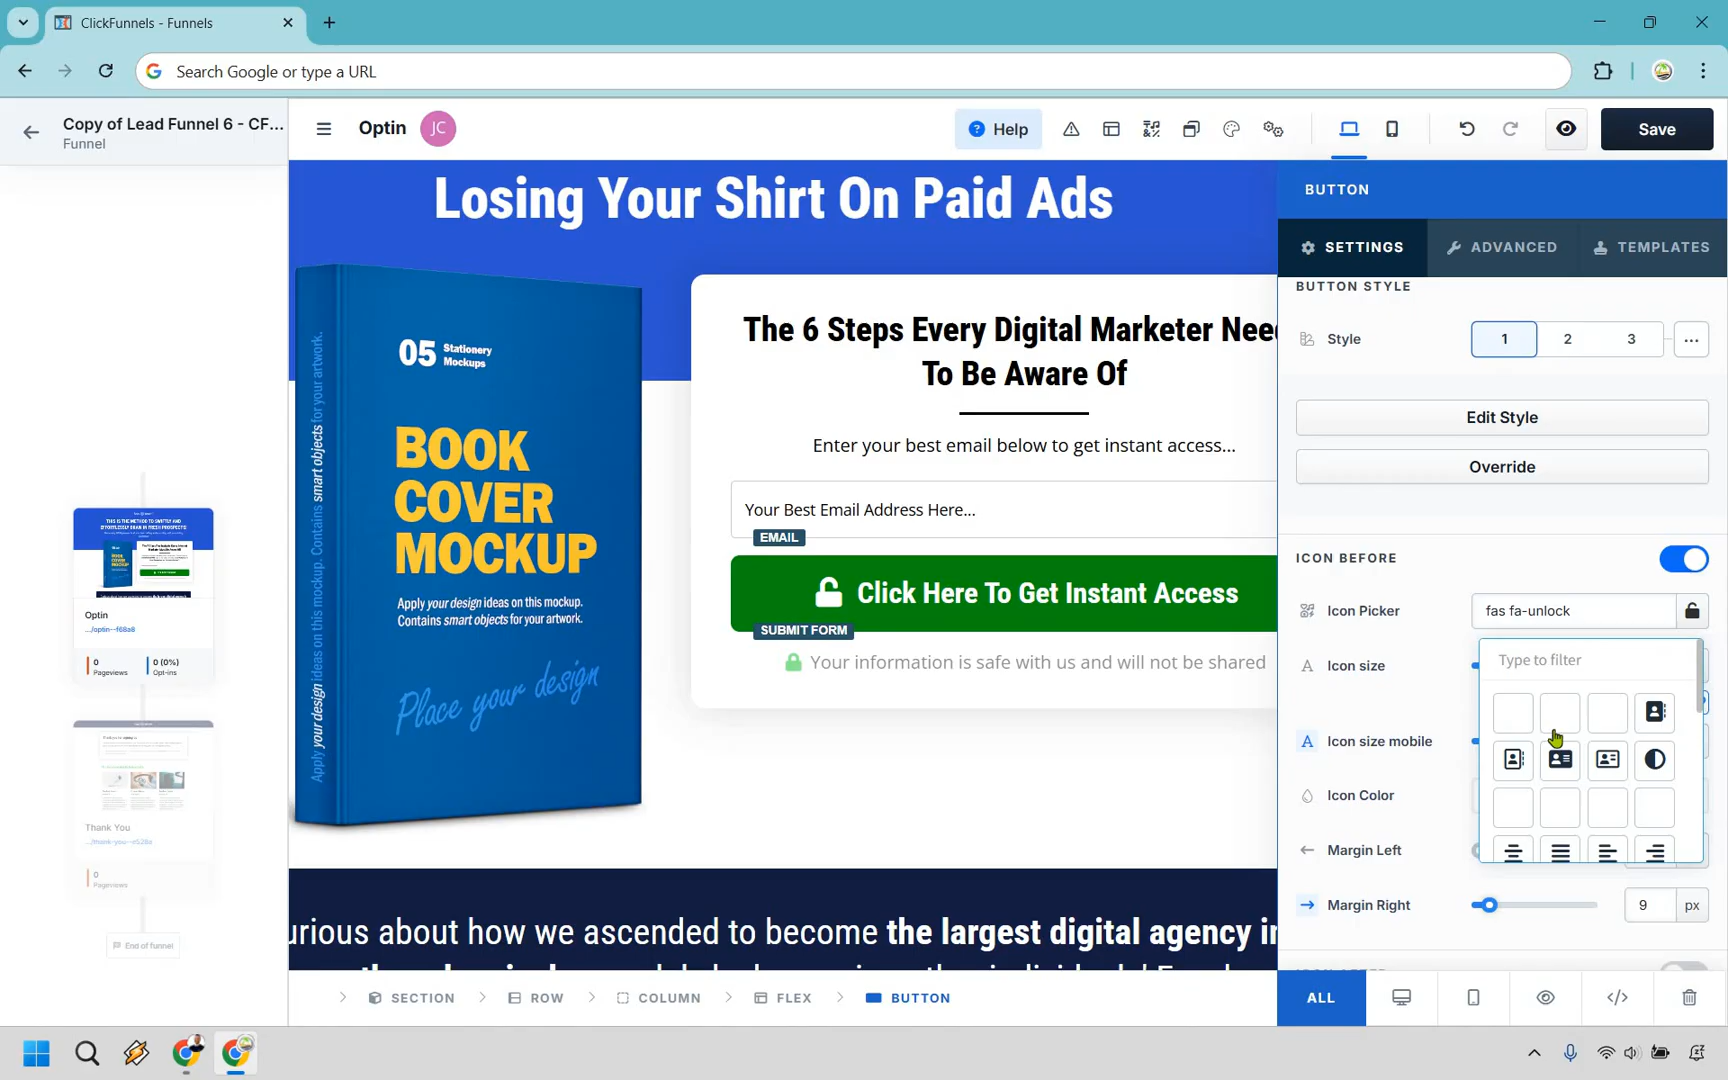 ClickFunnels - Funnels
Search Google or type a URL
Copy of Lead Funnel 6 - CF...
Funnel
Optin
JC
? Help
Save
Losing Your Shirt On Paid Ads
05 Stationery
Mockups
BOOK
COVER
MOCKUP
Apply your design ideas on this mockup.
Contains smart objects for your artwork.
Place your design
Apply your design ideas on this mockup. Contains smart objects for your artwork.
The 6 Steps Every Digital Marketer Nee
To Be Aware Of
Enter your best email below to get instant access...
Your Best Email Address Here...
EMAIL
Click Here To Get Instant Access
SUBMIT FORM
Your information is safe with us and will not be shared
urious about how we ascended to become the largest digital agency in
SECTION
ROW
COLUMN
FLEX
BUTTON
Optin
.../optin--f68a8
0
Pageviews
0 (0%)
Opt-ins
Thank You
0
Pageviews
End of funnel
BUTTON
SETTINGS
ADVANCED
TEMPLATES
BUTTON STYLE
Style
1
2
3
...
Edit Style
Override
ICON BEFORE
Icon Picker
fas fa-unlock
Type to filter
Icon size
Icon size mobile
Icon Color
Margin Left
Margin Right
9
px
ALL